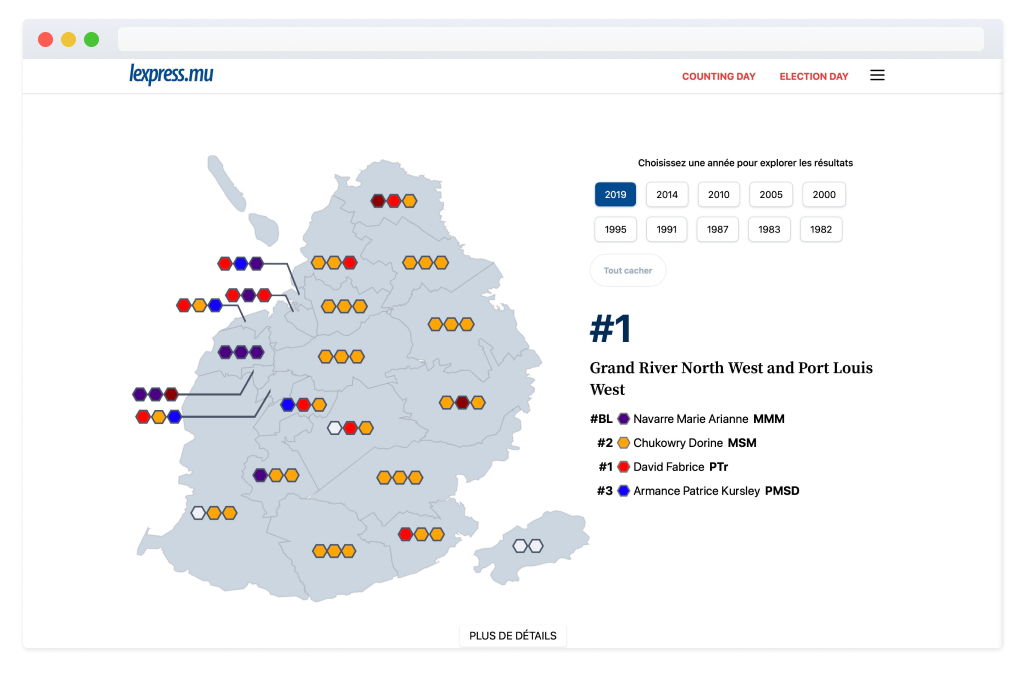 lexpress.mu
COUNTING DAY ELECTION DAY
Choisissez une année pour explorer les résultats
2019 2014 2010 2005 2000
1995 1991 1987 1983 1982
Tout cacher
#1
Grand River North West and Port Louis
West
#BL Navarre Marie Arianne MMM
#2 Chukowry Dorine MSM
#1 David Fabrice PTr
#3 Armance Patrice Kursley PMSD
PLUS DE DÉTAILS